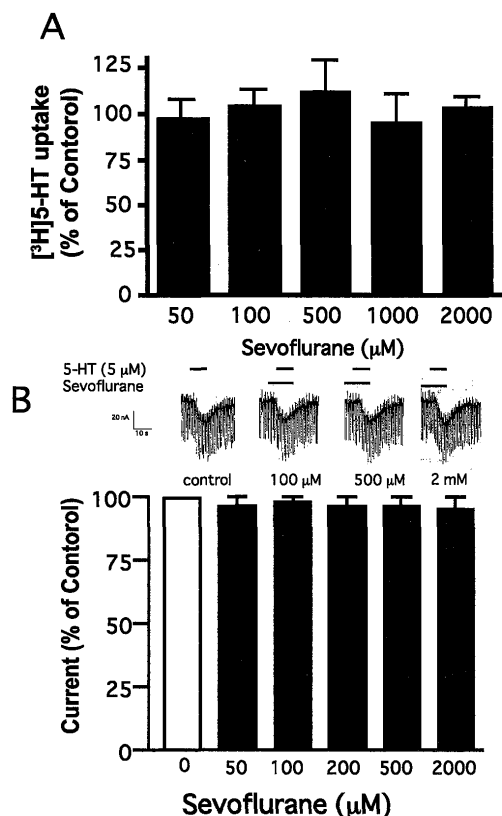 A
[³H]5-HT uptake
(% of Contorol)
125
100
75
50
25
0
50 100 500 1000 2000
Sevoflurane (μM)
B
5-HT (5 μM)
Sevoflurane
20 nA
10 s
control 100 μM 500 μM 2 mM
Current (% of Contorol)
100
75
50
25
0
0 50 100 200 500 2000
Sevoflurane (μM)